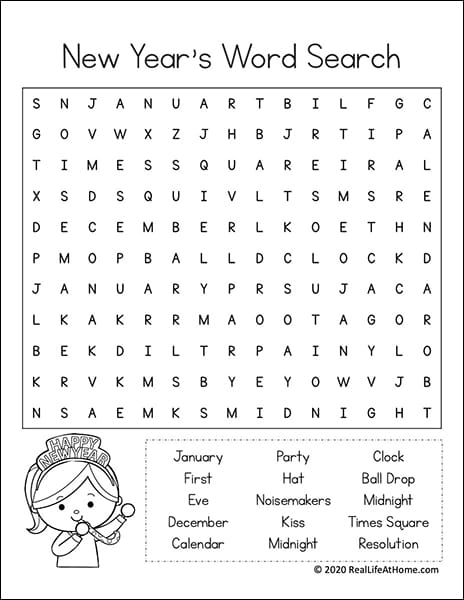 New Year's Word Search
S N J A N U A R T B I L F G C
G O V W X Z J H B J R T I P A
T I M E S S Q U A R E I R A L
X S D S Q U I V L T S M S R E
D E C E M B E R L K O E T H N
P M O P B A L L D C L O C K D
J A N U A R Y P R S U J A C A
L K A K R R M A O O T A G O R
B E K D I L T R P A I N Y L O
K R V K M S B Y E Y O W V J B
N S A E M K S M I D N I G H T
HAPPY
NEW YEAR
January Party Clock
First Hat Ball Drop
Eve Noisemakers Midnight
December Kiss Times Square
Calendar Midnight Resolution
© 2020 RealLifeAtHome.com